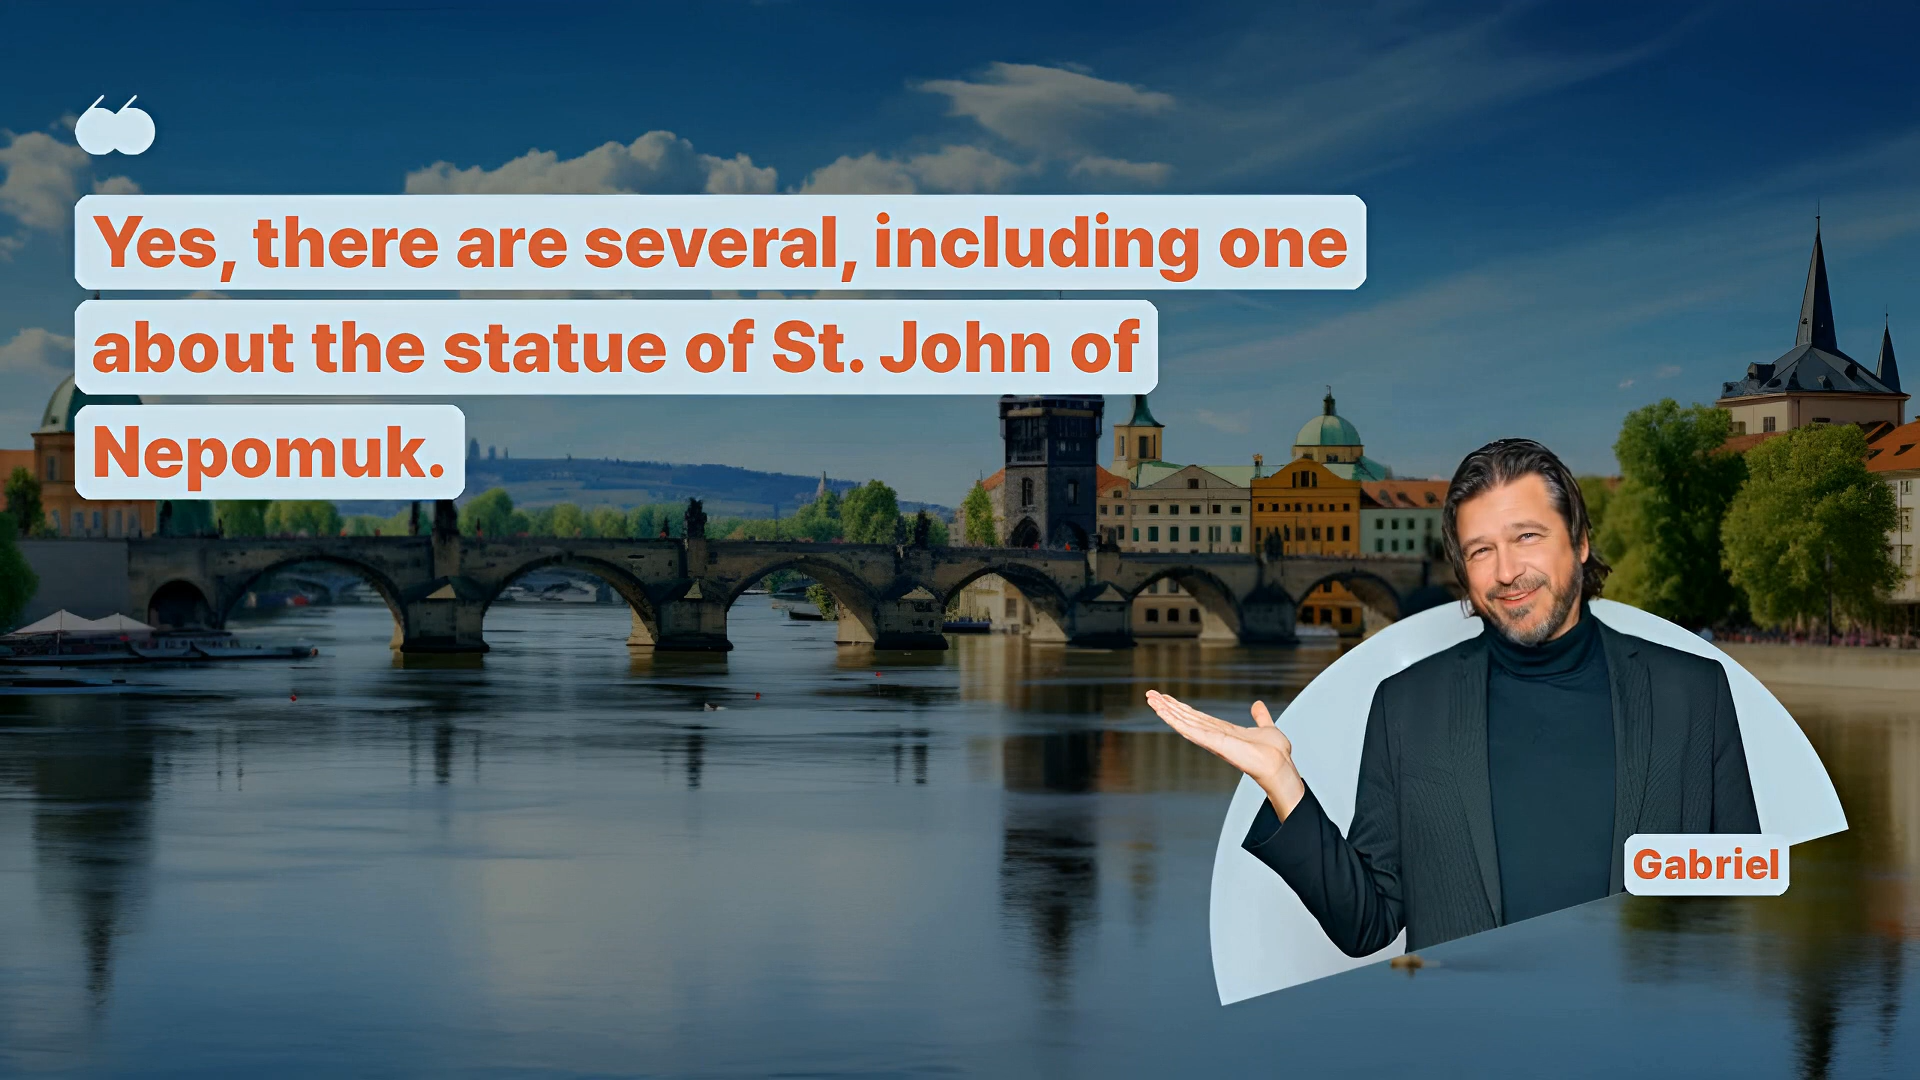 Yes, there are several, including one
about the statue of St. John of
Nepomuk.
Gabriel